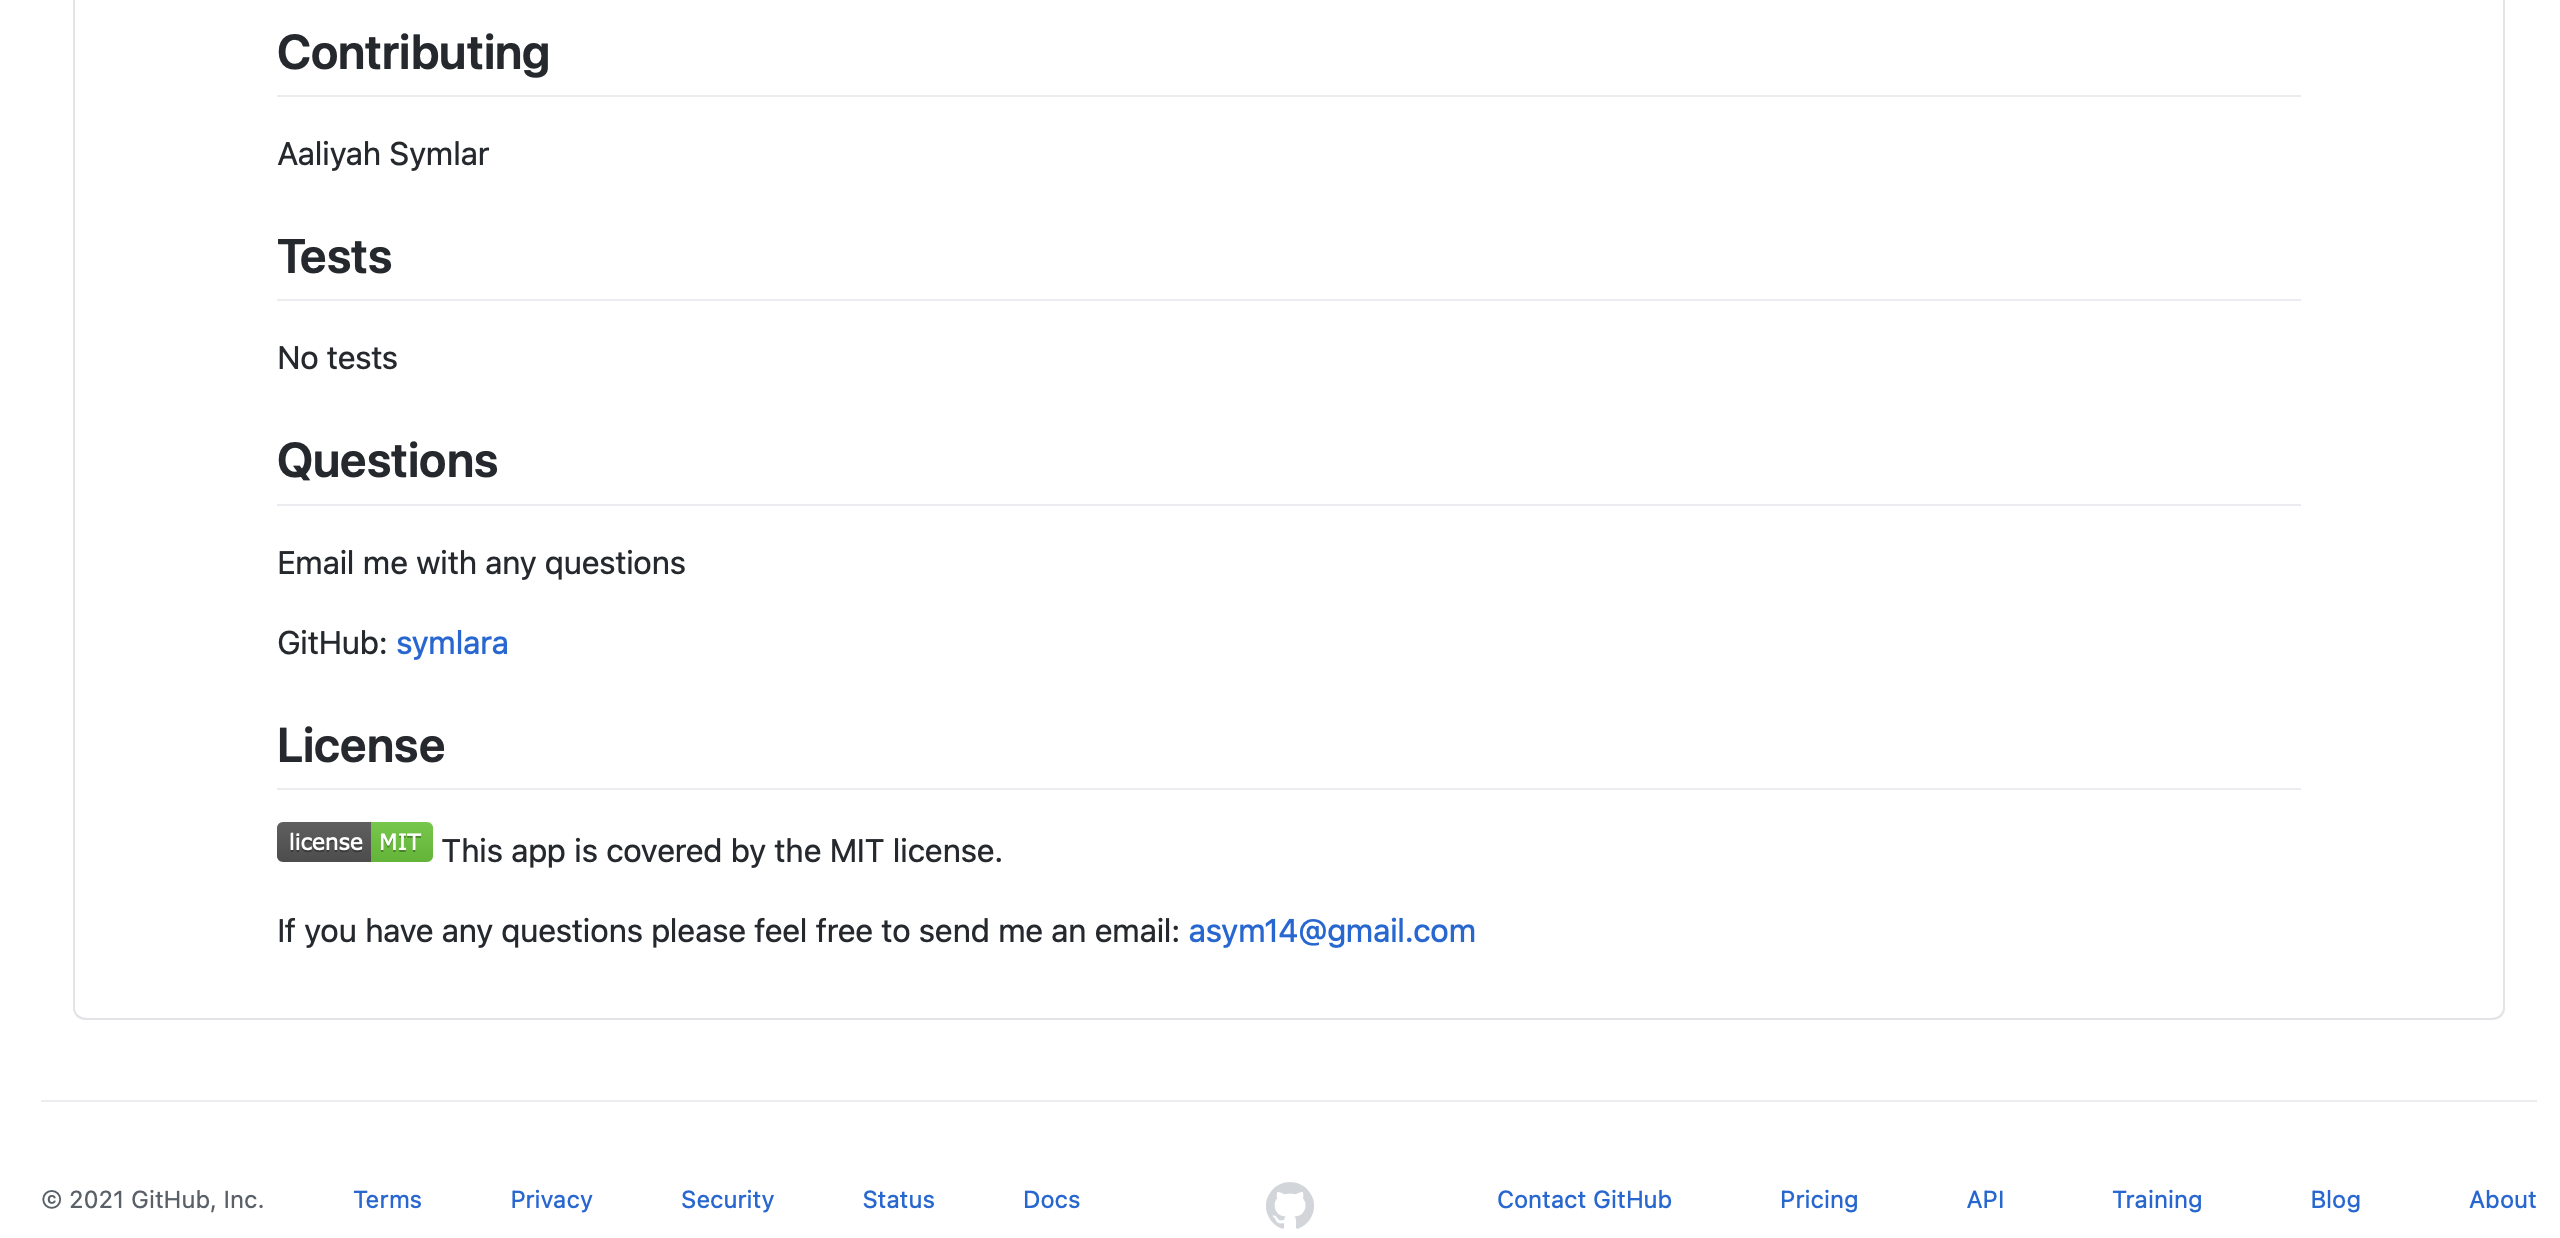 Contributing
Aaliyah Symlar
Tests
No tests
Questions
Email me with any questions
GitHub: symlara
License
license MIT This app is covered by the MIT license.
If you have any questions please feel free to send me an email: asym14@gmail.com
© 2021 GitHub, Inc. Terms Privacy Security Status Docs Contact GitHub Pricing API Training Blog About